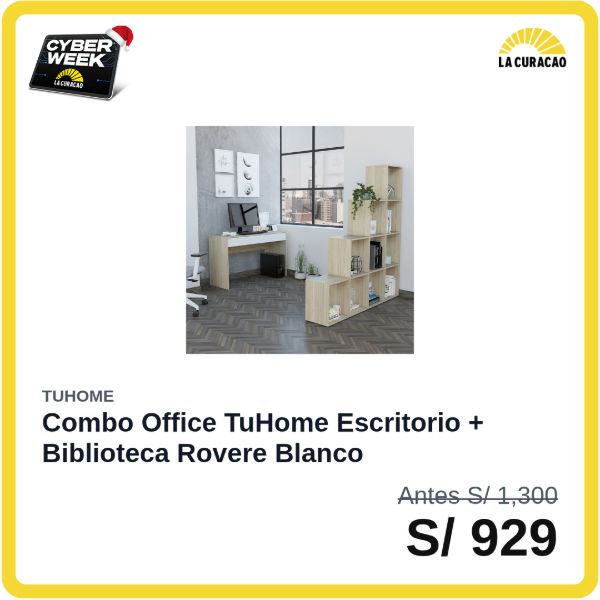 CYBER
WEEK
LA CURACAO
LA CURACAO
TUHOME
Combo Office TuHome Escritorio +
Biblioteca Rovere Blanco
Antes S/ 1,300
S/ 929